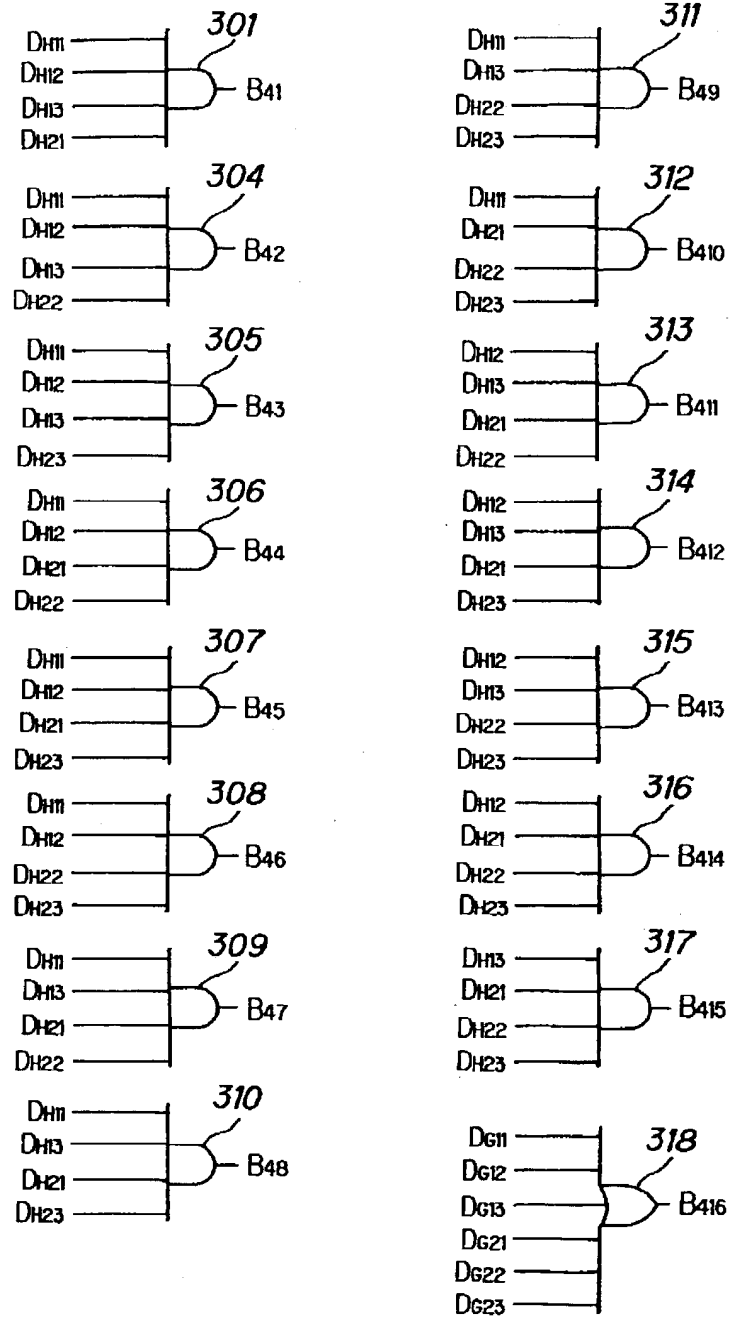 301
DH11
DH12
DH13
DH21
B41
304
DH11
DH12
DH13
DH22
B42
305
DH11
DH12
DH13
DH23
B43
306
DH11
DH12
DH21
DH22
B44
307
DH11
DH12
DH21
DH23
B45
308
DH11
DH12
DH22
DH23
B46
309
DH11
DH13
DH21
DH22
B47
310
DH11
DH13
DH21
DH23
B48
311
DH11
DH13
DH22
DH23
B49
312
DH11
DH21
DH22
DH23
B410
313
DH12
DH13
DH21
DH22
B411
314
DH12
DH13
DH21
DH23
B412
315
DH12
DH13
DH22
DH23
B413
316
DH12
DH21
DH22
DH23
B414
317
DH13
DH21
DH22
DH23
B415
318
DG11
DG12
DG13
DG21
DG22
DG23
B416